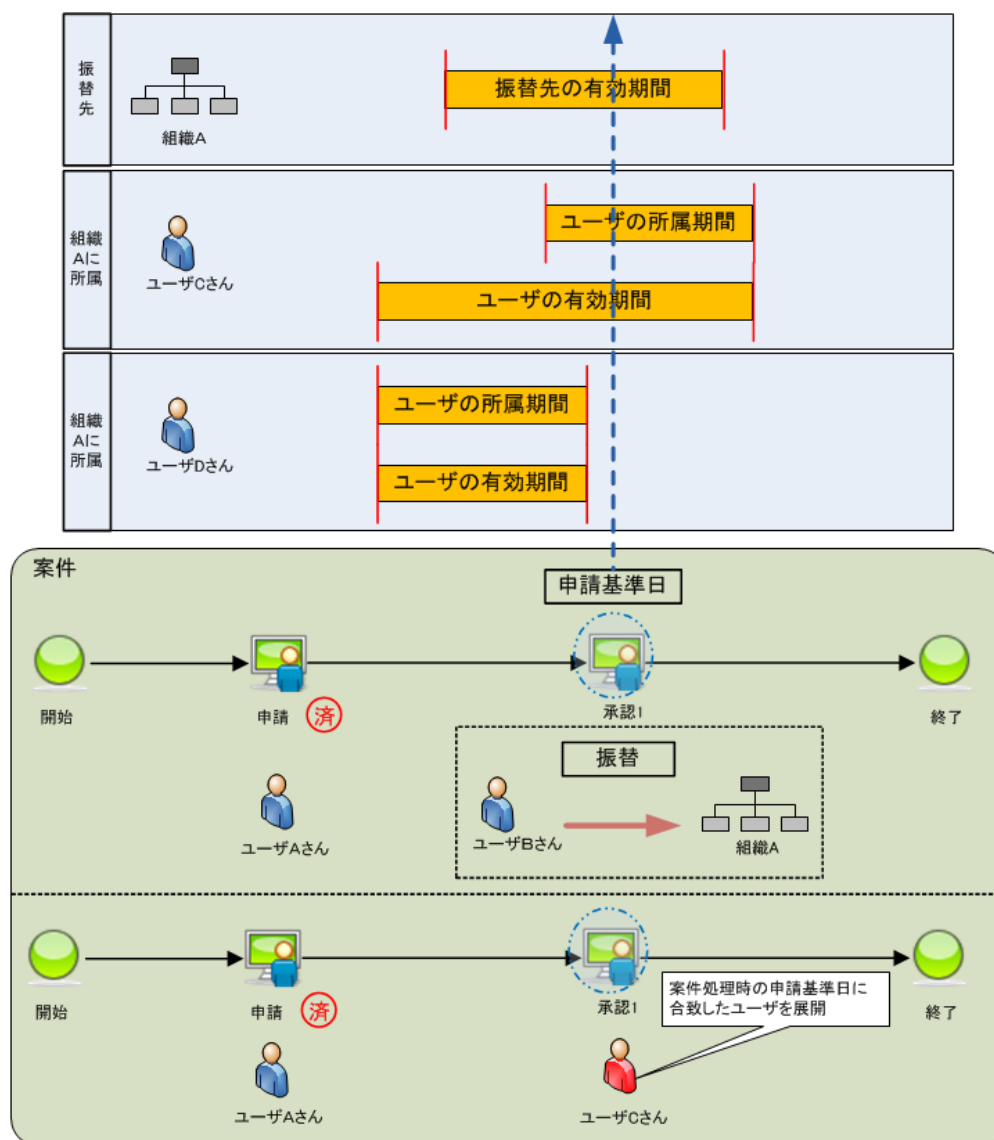 振替先
組織A
振替先の有効期間
組織
Aに
所属
ユーザCさん
ユーザの所属期間
ユーザの有効期間
組織
Aに
所属
ユーザDさん
ユーザの所属期間
ユーザの有効期間
案件
申請基準日
開始
申請
済
承認1
終了
振替
ユーザAさん
ユーザBさん
組織A
開始
申請
済
承認1
案件処理時の申請基準日に
合致したユーザを展開
終了
ユーザAさん
ユーザCさん